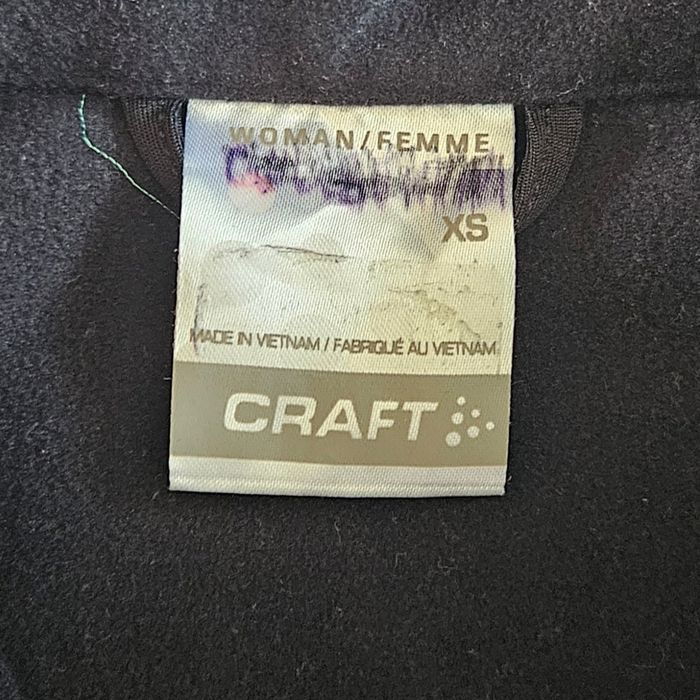 WOMAN/FEMME
XS
MADE IN VIETNAM / FABRIQUÉ AU VIETNAM
CRAFT